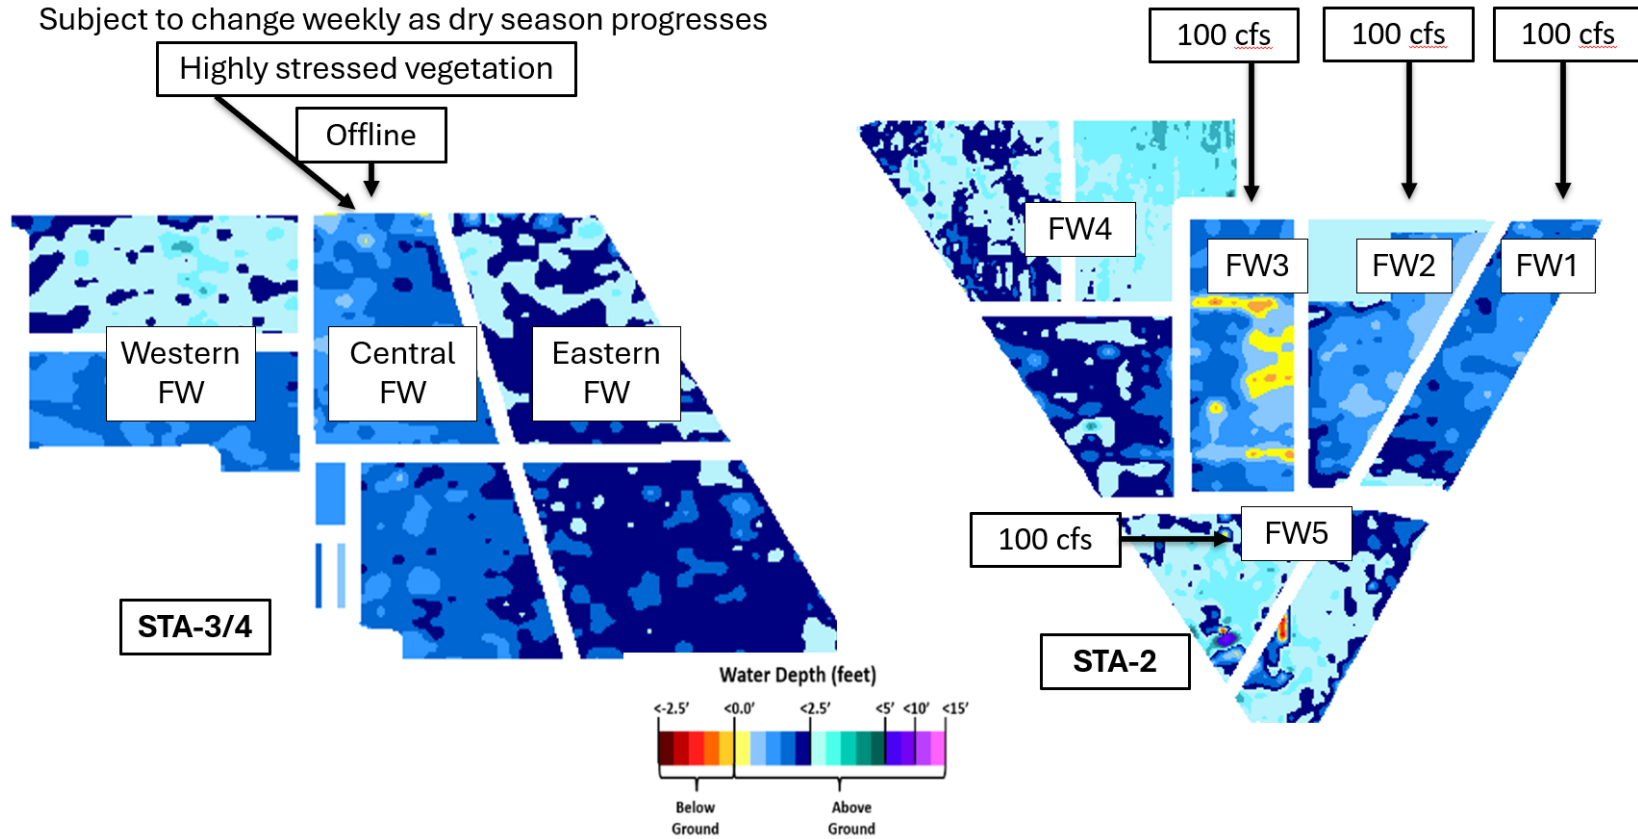 Subject to change weekly as dry season progresses
Highly stressed vegetation
Offline
Western
FW
Central
FW
Eastern
FW
STA-3/4
100 cfs
100 cfs
100 cfs
FW4
FW3
FW2
FW1
100 cfs
FW5
STA-2
Water Depth (feet)
<-2.5' <0.0' <2.5' <5' <10' <15'
Below
Ground
Above
Ground